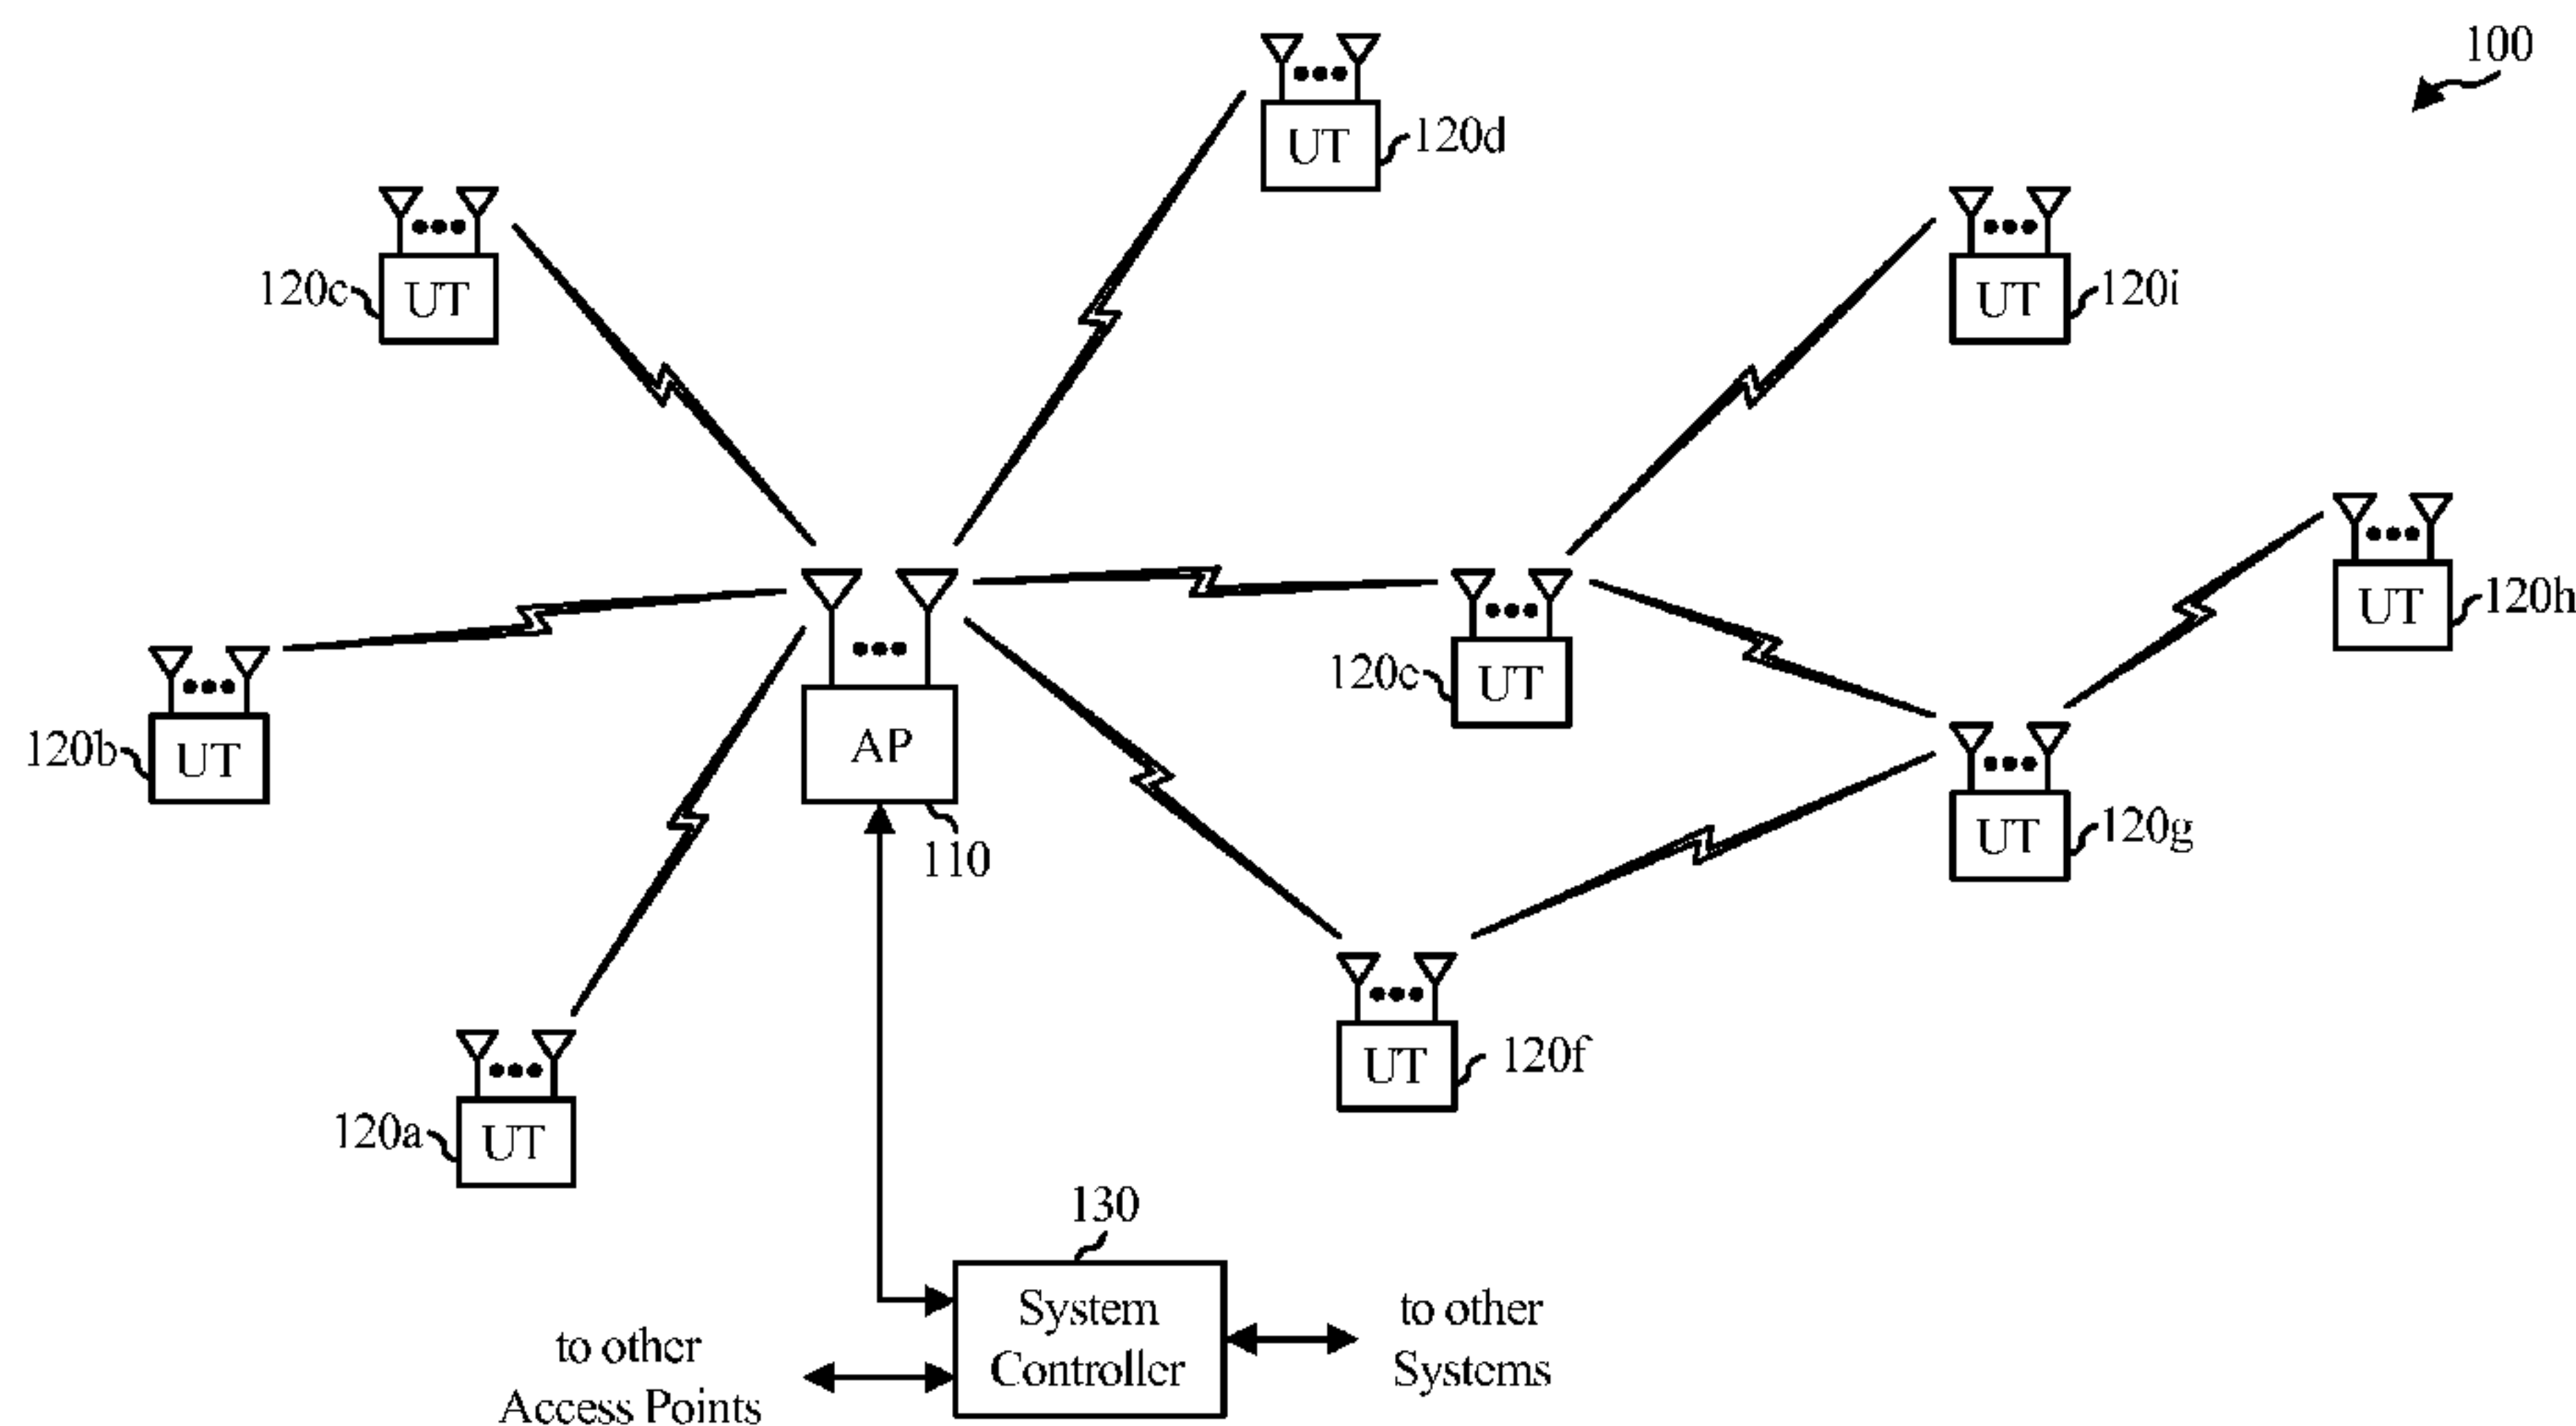 100
UT
120d
120c
UT
UT
120i
UT
120h
120c
UT
120b
UT
AP
110
UT
120g
UT
120f
120a
UT
130
System
Controller
to other
Systems
to other
Access Points